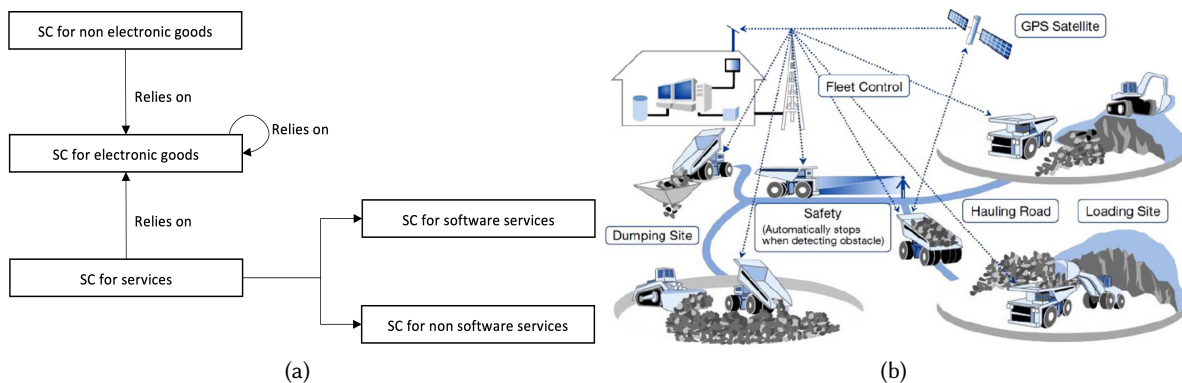 SC for non electronic goods
Relies on
Relies on
SC for electronic goods
Relies on
SC for software services
SC for services
SC for non software services
(a)
GPS Satellite
Fleet Control
Safety
(Automatically stops
when detecting obstacle)
Hauling Road
Loading Site
Dumping Site
(b)